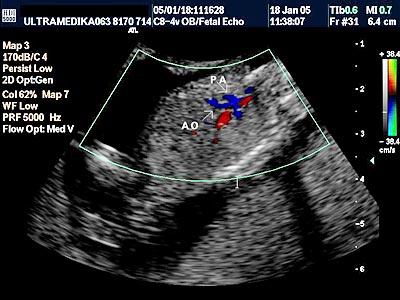 ULTRAMEDIKA063 8170 714
05/01/18:111628
18 Jan 05
TIb0.6 MI 0.7
ATL
C8-4v OB/Fetal Echo
11:38:07
Fr #31 6.4 cm
Map 3
170dB/C 4
Persist Low
2D OptGen
Col 62% Map 7
WF Low
PRF 5000 Hz
Flow Opt: Med V
P.A
A.O
1
2
3
4
5
6
38.4
- 38.4
cm/s